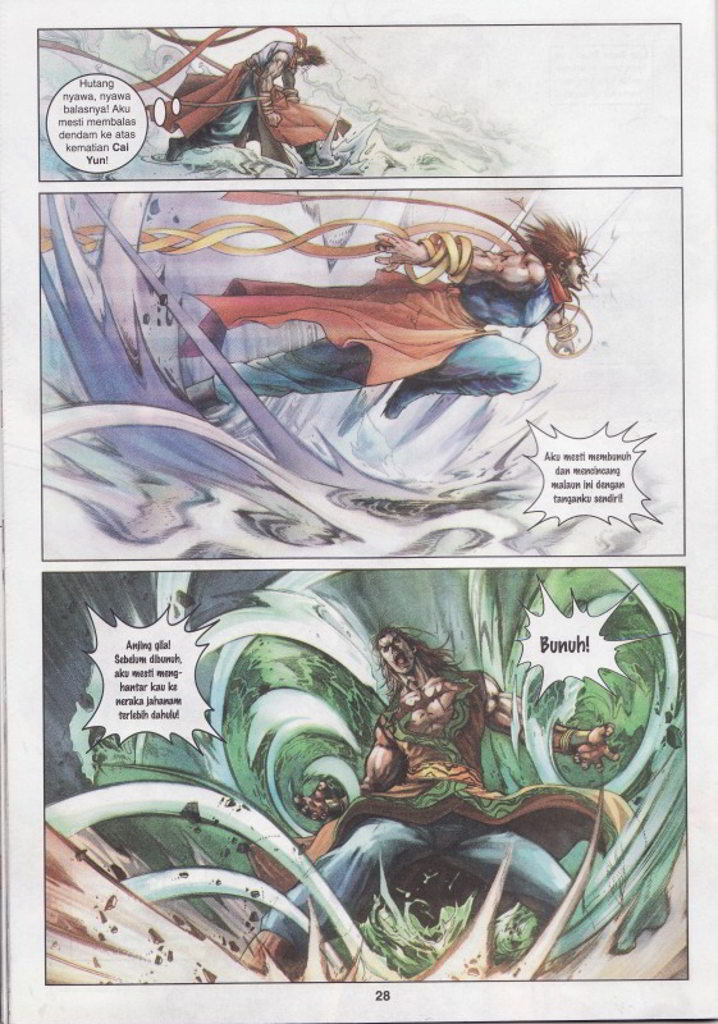 Hutang
nyawa, nyawa
balasnya! Aku
mesti membalas
dendam ke atas
kematian Cai
Yun!
Aku mesti membunuh
dan mencincang
malaun ini dengan
tanganku sendiri!
Anjing gila!
Sebelum dibunuh,
aku mesti meng-
hantar kau ke
neraka jahanam
terlebih dahulu!
Bunuh!
28